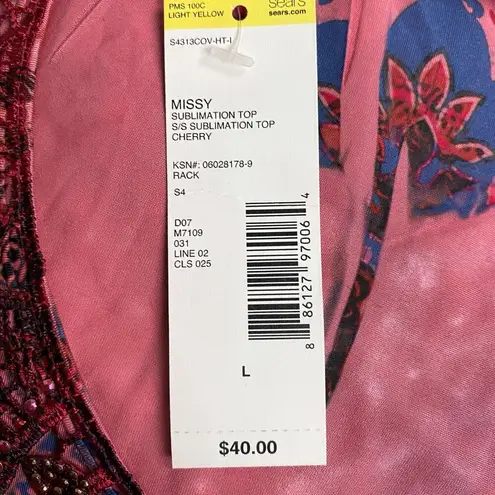 PMS 100C
LIGHT YELLOW
sears
sears.com
S4313COV-HT-I
MISSY
SUBLIMATION TOP
S/S SUBLIMATION TOP
CHERRY
KSN#: 06028178-9
RACK
S4
D07
M7109
031
LINE 02
CLS 025
8 86127 97006 4
L
$40.00